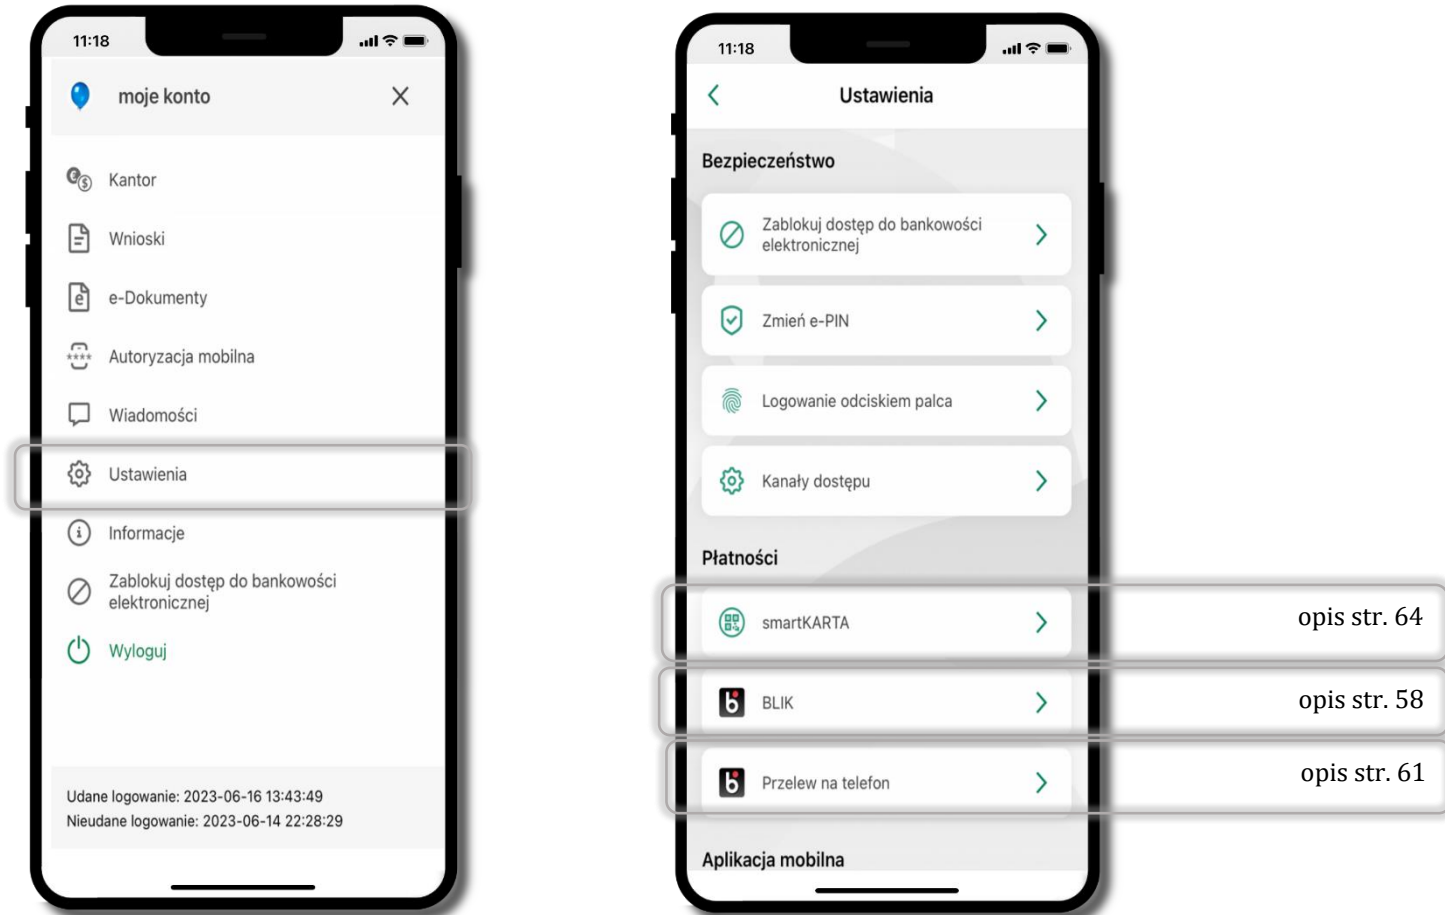 11:18
moje konto
Kantor
Wnioski
e-Dokumenty
Autoryzacja mobilna
Wiadomości
Ustawienia
Informacje
Zablokuj dostęp do bankowości
elektronicznej
Wyloguj
Udane logowanie: 2023-06-16 13:43:49
Nieudane logowanie: 2023-06-14 22:28:29
11:18
Ustawienia
Bezpieczeństwo
Zablokuj dostęp do bankowości
elektronicznej
Zmień e-PIN
Logowanie odciskiem palca
Kanały dostępu
Płatności
smartKARTA
opis str. 64
BLIK
opis str. 58
Przelew na telefon
opis str. 61
Aplikacja mobilna